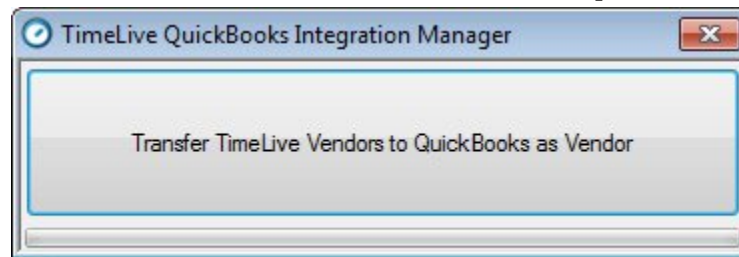 TimeLive QuickBooks Integration Manager
Transfer TimeLive Vendors to QuickBooks as Vendor